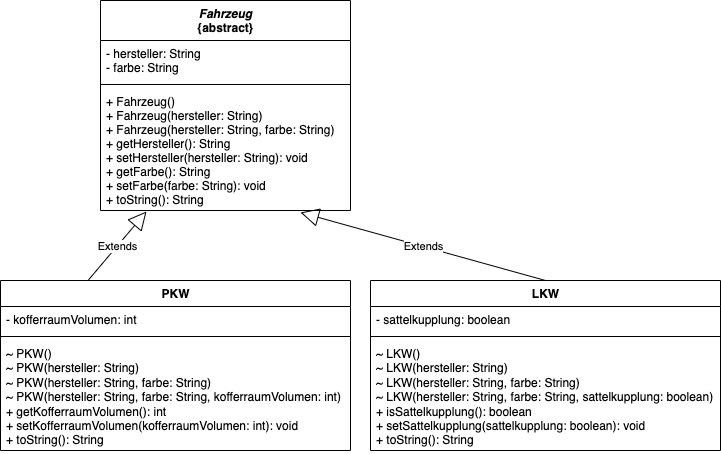 Fahrzeug
{abstract}
- hersteller: String
- farbe: String
+ Fahrzeug()
+ Fahrzeug(hersteller: String)
+ Fahrzeug(hersteller: String, farbe: String)
+ getHersteller(): String
+ setHersteller(hersteller: String): void
+ getFarbe(): String
+ setFarbe(farbe: String): void
+ toString(): String
Extends
Extends
PKW
- kofferraumVolumen: int
~ PKW()
~ PKW(hersteller: String)
~ PKW(hersteller: String, farbe: String)
~ PKW(hersteller: String, farbe: String, kofferraumVolumen: int)
+ getKofferraumVolumen(): int
+ setKofferraumVolumen(kofferraumVolumen: int): void
+ toString(): String
LKW
- sattelkupplung: boolean
~ LKW()
~ LKW(hersteller: String)
~ LKW(hersteller: String, farbe: String)
~ LKW(hersteller: String, farbe: String, sattelkupplung: boolean)
+ isSattelkupplung(): boolean
+ setSattelkupplung(sattelkupplung: boolean): void
+ toString(): String